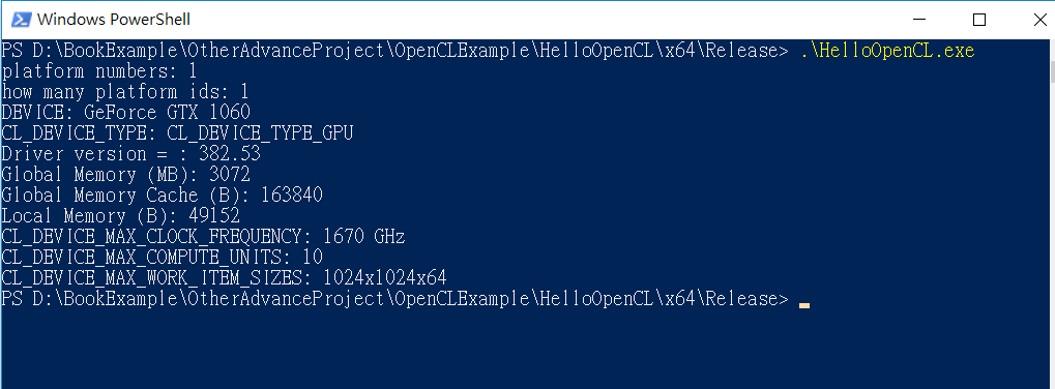 Windows PowerShell
PS D:\BookExample\OtherAdvanceProject\OpenCLExample\HelloOpenCL\x64\Release> .\HelloOpenCL.exe
platform numbers: 1
how many platform ids: 1
DEVICE: GeForce GTX 1060
CL_DEVICE_TYPE: CL_DEVICE_TYPE_GPU
Driver version = : 382.53
Global Memory (MB): 3072
Global Memory Cache (B): 163840
Local Memory (B): 49152
CL_DEVICE_MAX_CLOCK_FREQUENCY: 1670 GHz
CL_DEVICE_MAX_COMPUTE_UNITS: 10
CL_DEVICE_MAX_WORK_ITEM_SIZES: 1024x1024x64
PS D:\BookExample\OtherAdvanceProject\OpenCLExample\HelloOpenCL\x64\Release>